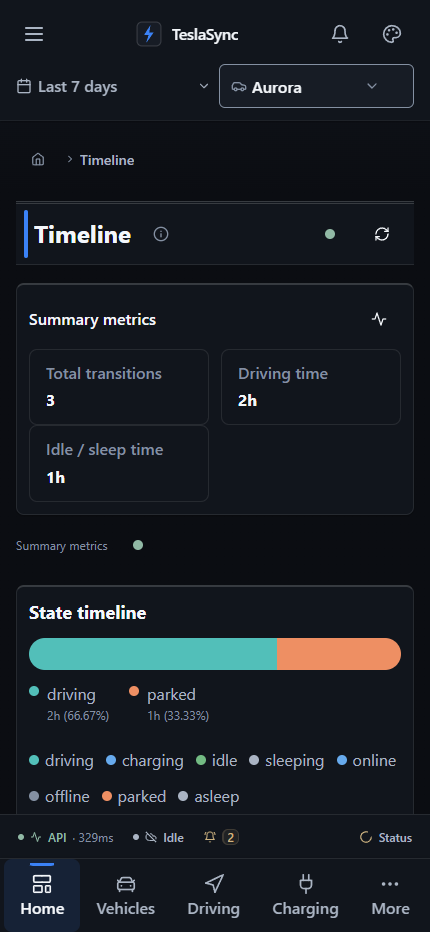 TeslaSync
Last 7 days
Aurora
Timeline
Timeline
Summary metrics
Total transitions
3
Driving time
2h
Idle / sleep time
1h
Summary metrics
State timeline
driving
2h (66.67%)
parked
1h (33.33%)
driving charging idle sleeping online
offline parked asleep
API · 329ms Idle 2 Status
Home Vehicles Driving Charging More